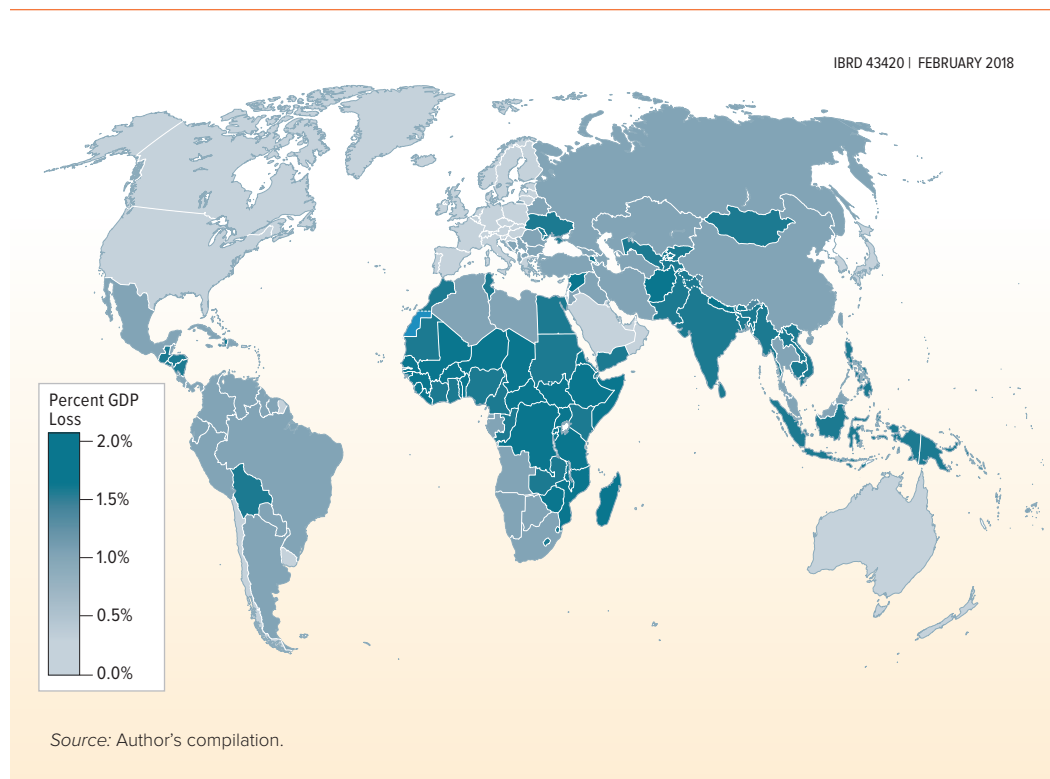 IBRD 43420 | FEBRUARY 2018
Percent GDP
Loss
2.0%
1.5%
1.0%
0.5%
0.0%
Source: Author’s compilation.